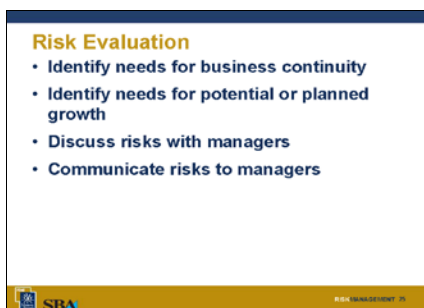 Risk Evaluation
• Identify needs for business continuity
• Identify needs for potential or planned
growth
• Discuss risks with managers
• Communicate risks to managers
SBA
RISK MANAGEMENT